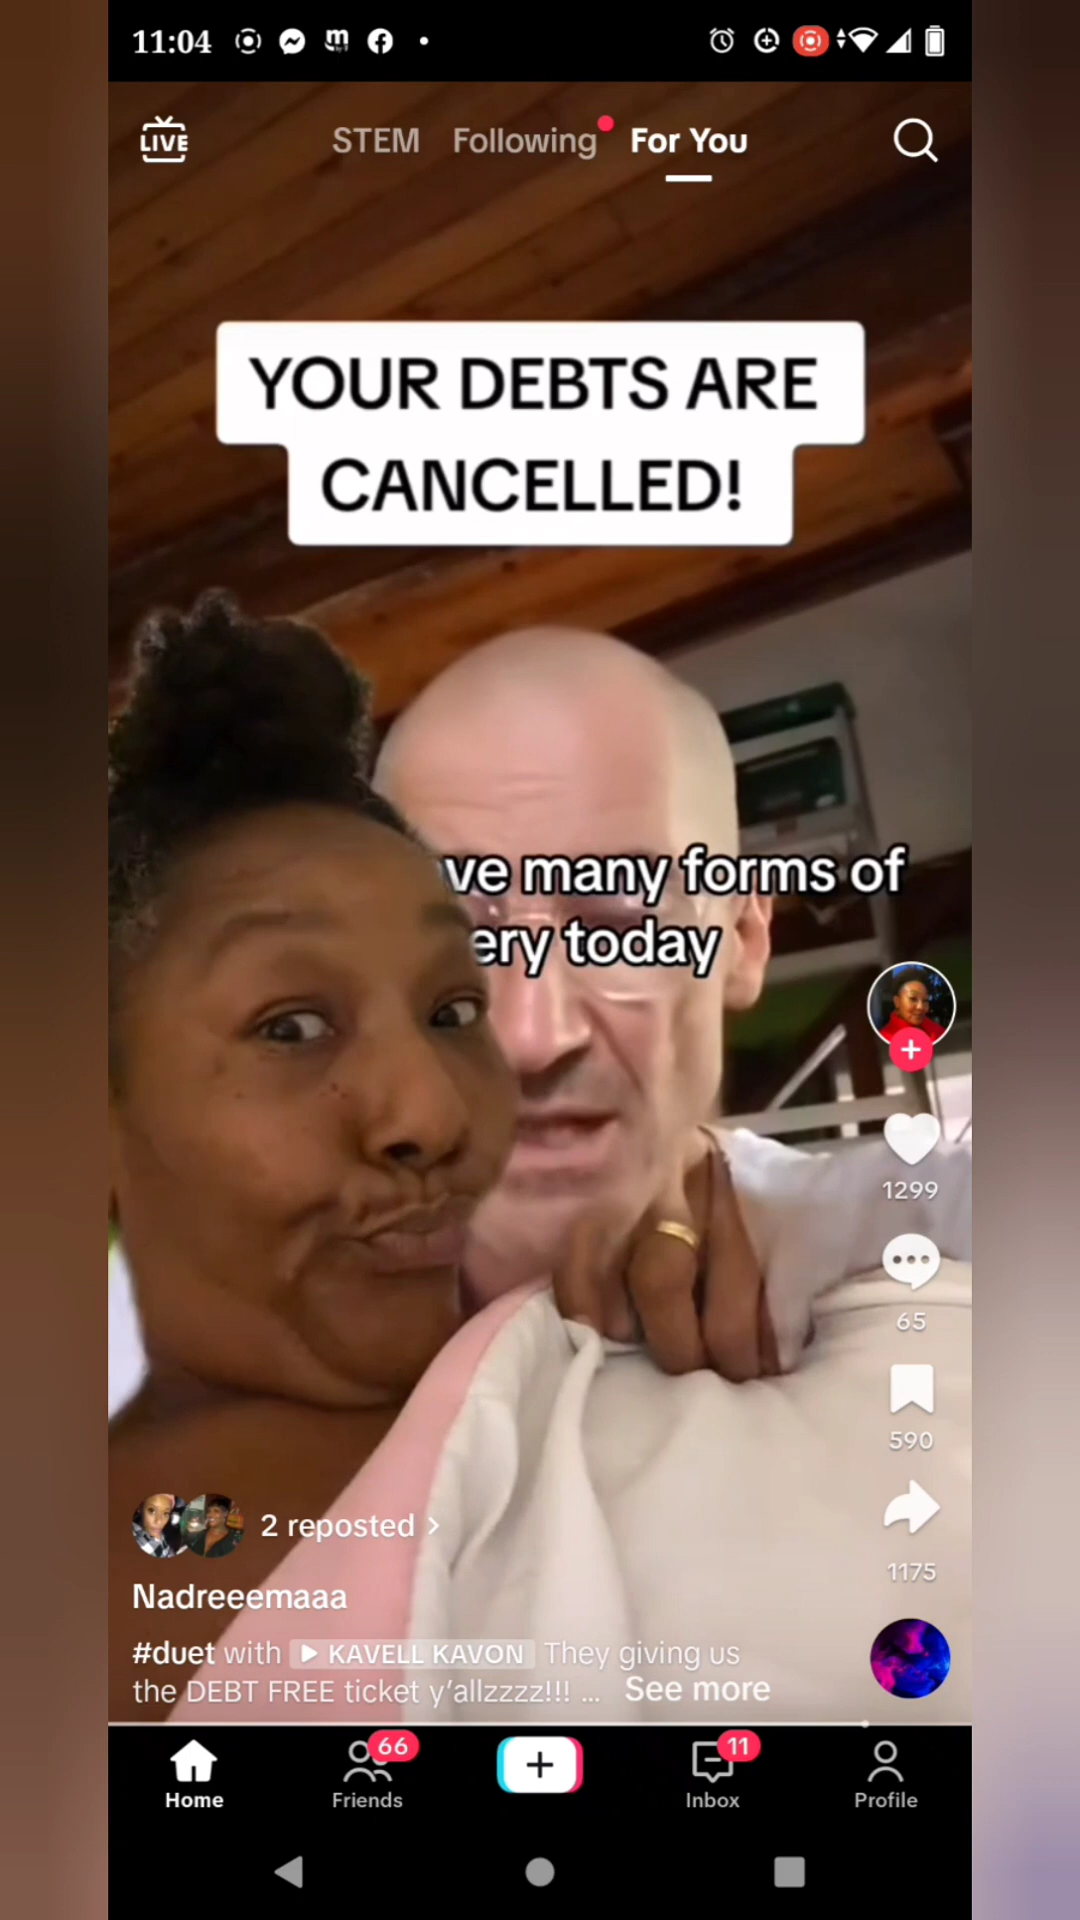 11:04
LIVE
STEM Following For You
YOUR DEBTS ARE
CANCELLED!
many forms of
today
1299
65
590
1175
2 reposted >
Nadreeemaaa
#duet with ▶ KAVELL KAVON They giving us
the DEBT FREE ticket y'allzzzz!!! ... See more
66
11
Home Friends Inbox Profile